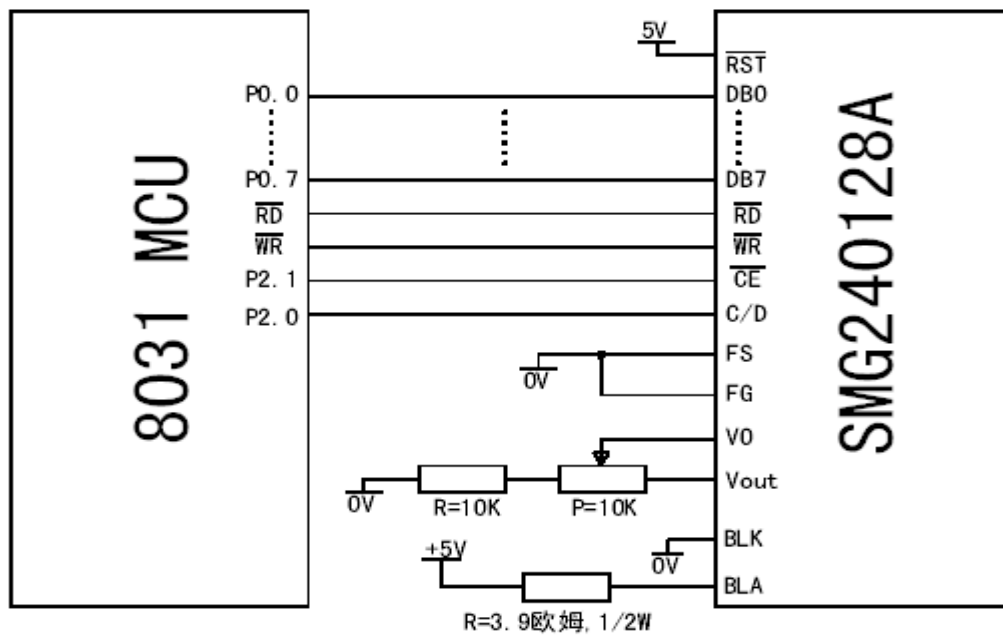 8031 MCU
P0.0
P0.7
RD
WR
P2.1
P2.0
5V
RST
DB0
DB7
RD
WR
CE
C/D
FS
0V
FG
V0
Vout
0V
R=10K
P=10K
BLK
0V
+5V
BLA
R=3.9欧姆,1/2W
SMG240128A